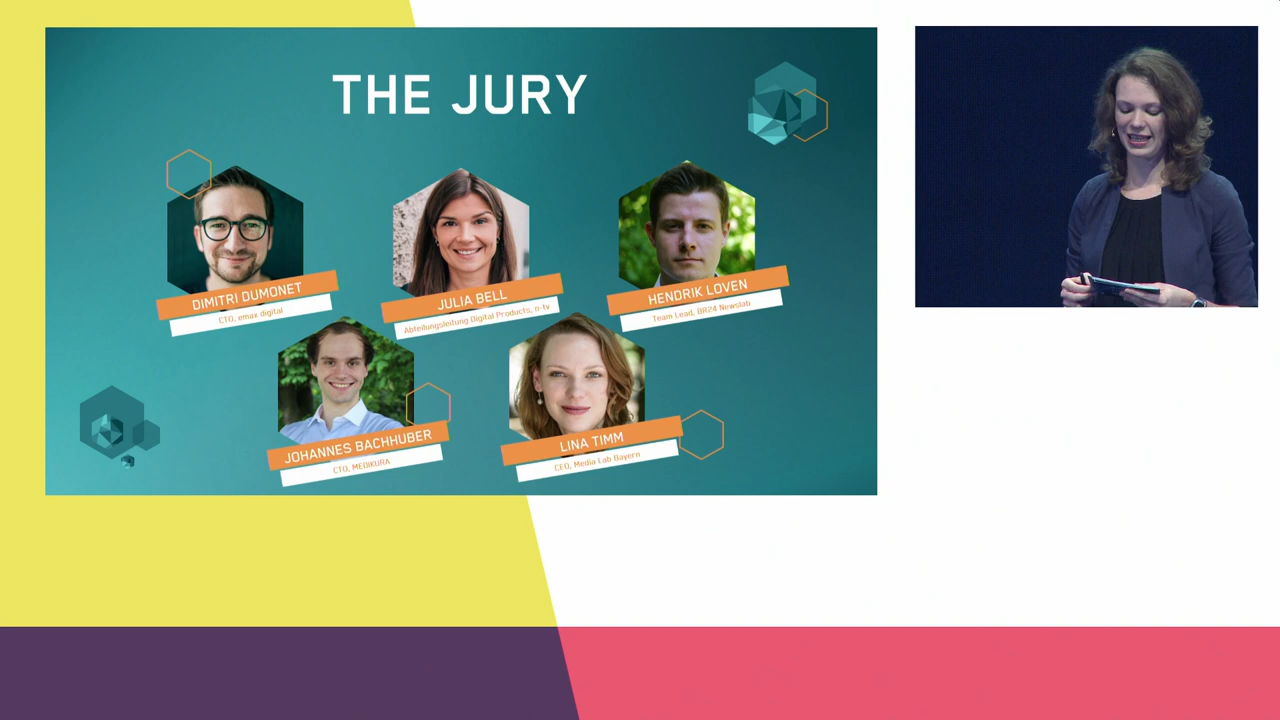 THE JURY
DIMITRI DUMONET
CTO, emax digital
JULIA BELL
Abteilungsleitung Digital Products, n-tv
HENDRIK LOVEN
Team Lead, BR24 Newslab
JOHANNES BACHHUBER
CTO, MEDIKURA
LINA TIMM
CEO, Media Lab Bayern